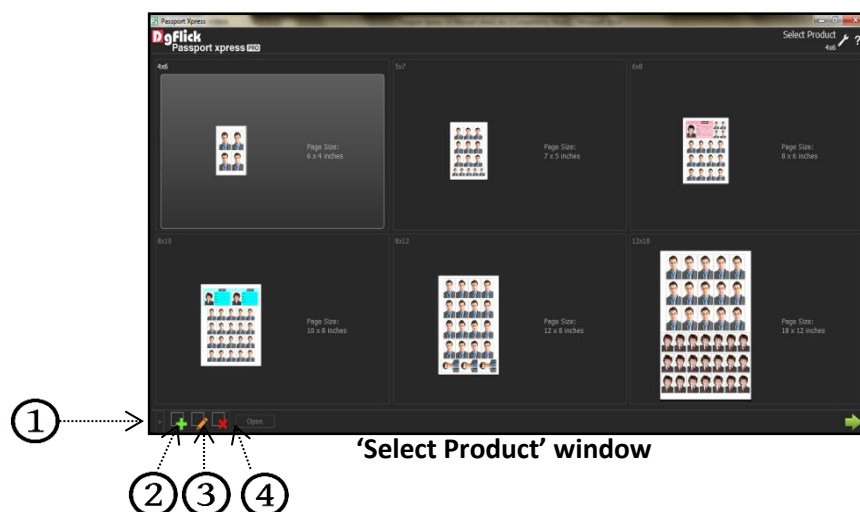 Passport Xpress
DgFlick
Passport xpress PRO
Select Product
4x6
?
4x6
5x7
6x8
Page Size:
6 x 4 inches
Page Size:
7 x 5 inches
Page Size:
8 x 6 inches
8x10
8x12
12x18
Page Size:
10 x 8 inches
Page Size:
12 x 8 inches
Page Size:
18 x 12 inches
1
Open
‘Select Product’ window
2 3 4